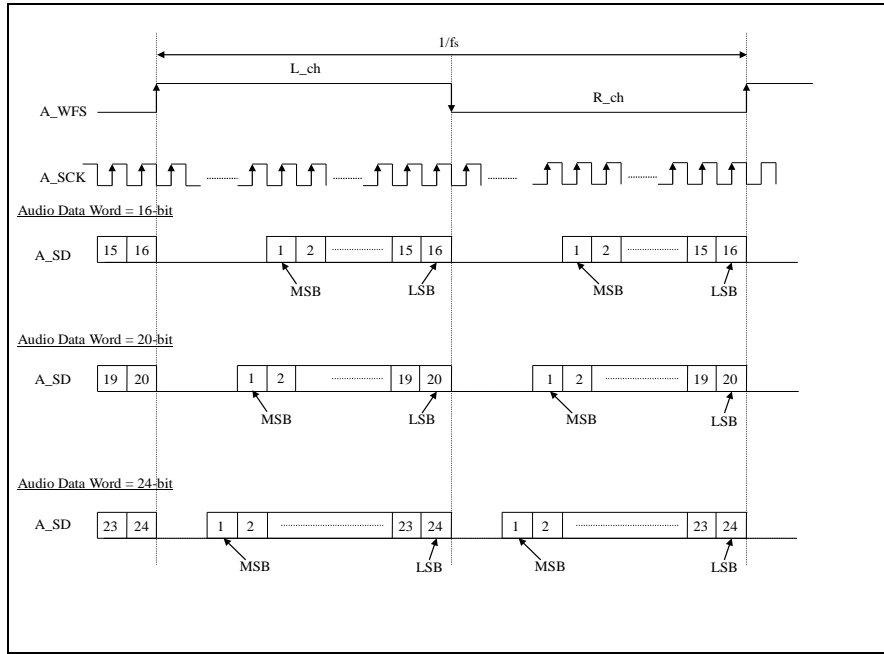 1/fs
L_ch
R_ch
A_WFS
A_SCK
Audio Data Word = 16-bit
A_SD 15 16 1 2 15 16 1 2 15 16
MSB LSB MSB LSB
Audio Data Word = 20-bit
A_SD 19 20 1 2 19 20 1 2 19 20
MSB LSB MSB LSB
Audio Data Word = 24-bit
A_SD 23 24 1 2 23 24 1 2 23 24
MSB LSB MSB LSB